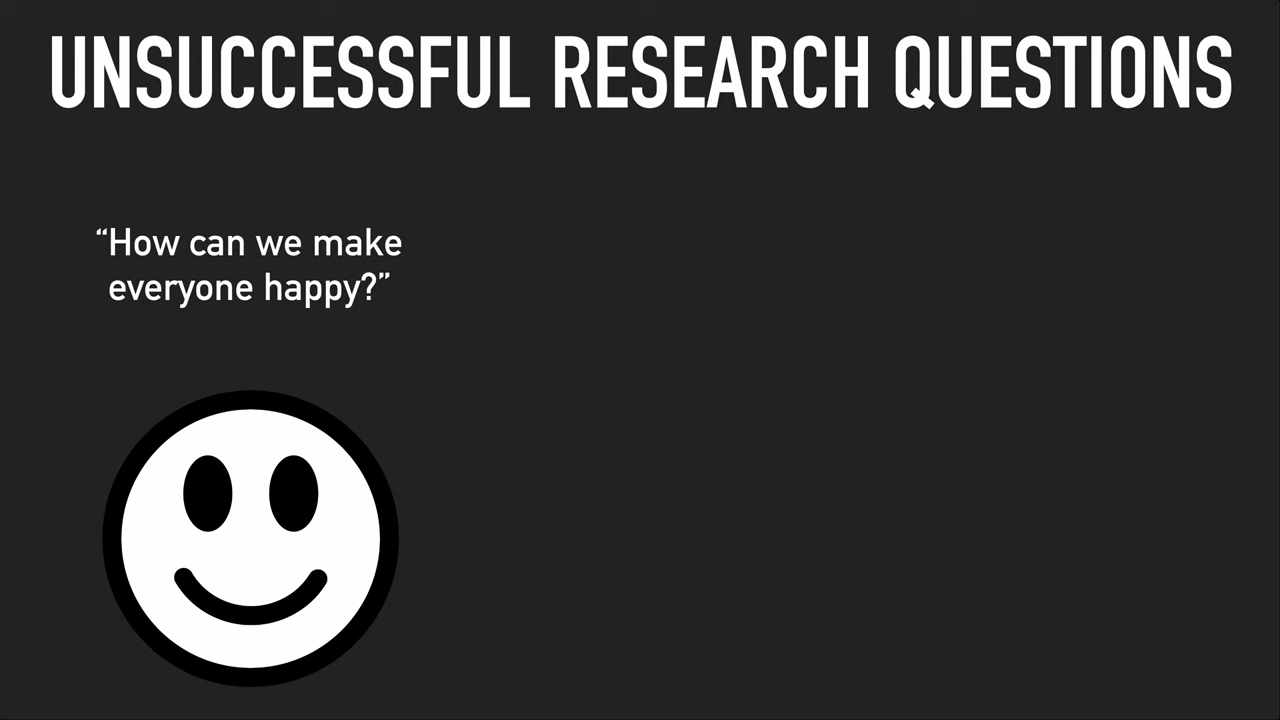 UNSUCCESSFUL RESEARCH QUESTIONS
“How can we make
everyone happy?”